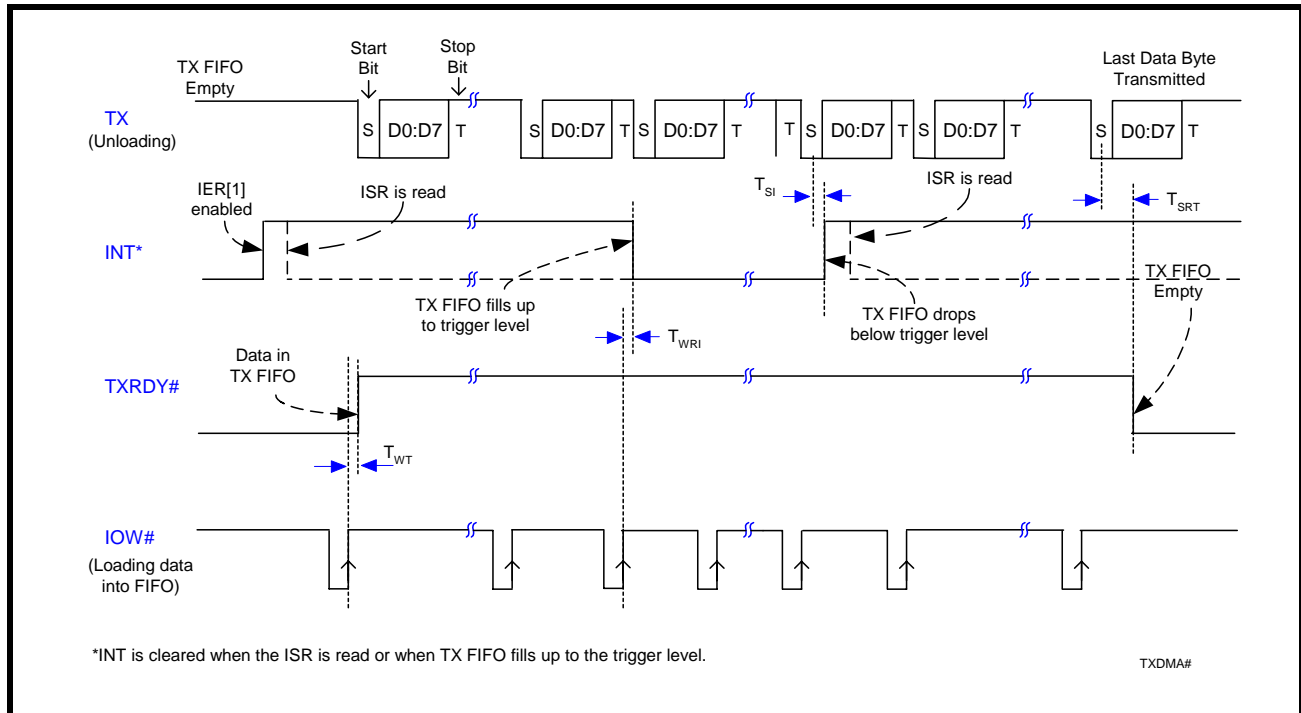 TX FIFO
Empty
Start
Bit
Stop
Bit
Last Data Byte
Transmitted
TX
(Unloading)
S D0:D7 T S D0:D7 T S D0:D7 T T S D0:D7 T S D0:D7 T S D0:D7 T
IER[1]
enabled
ISR is read
TSI
ISR is read
TSRT
INT*
TX FIFO fills up
to trigger level
TX FIFO drops
below trigger level
TX FIFO
Empty
TWRI
Data in
TX FIFO
TXRDY#
TWT
IOW#
(Loading data
into FIFO)
*INT is cleared when the ISR is read or when TX FIFO fills up to the trigger level.
TXDMA#